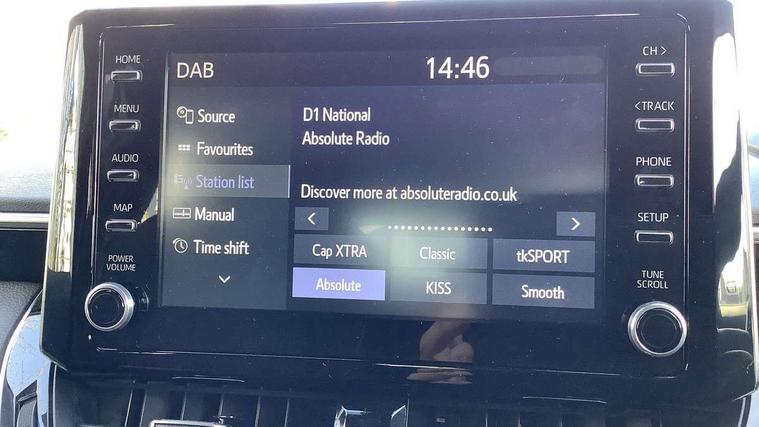 HOME
MENU
AUDIO
MAP
POWER
VOLUME
DAB
14:46
Source
Favourites
Station list
Manual
Time shift
D1 National
Absolute Radio
Discover more at absoluteradio.co.uk
< >
Cap XTRA Classic tkSPORT
Absolute KISS Smooth
CH >
< TRACK
PHONE
SETUP
TUNE
SCROLL